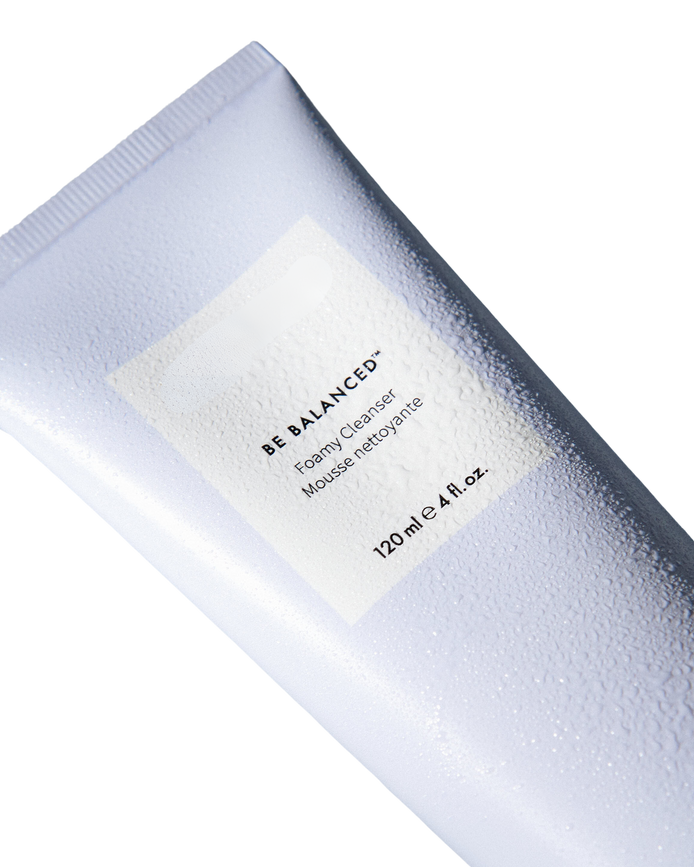 BE BALANCED™
Foamy Cleanser
Mousse nettoyante
120 ml ℮ 4 fl. oz.